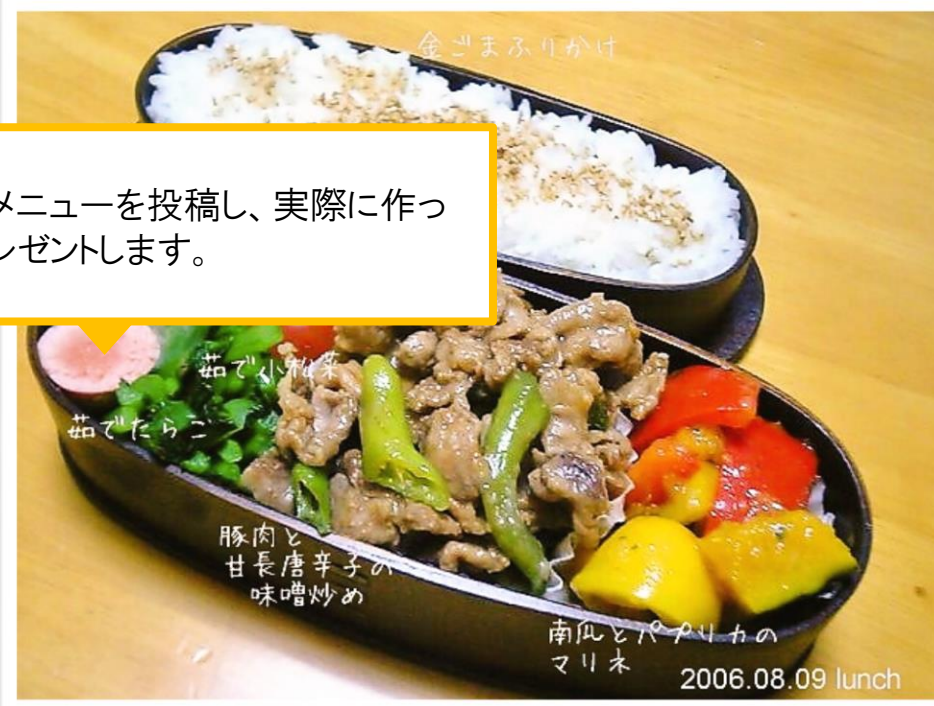 金ごまふりかけ
メニューを投稿し、実際に作っ
レゼントします。
茹で小松菜
茹でたらこ
豚肉と
甘長唐辛子の
味噌炒め
南瓜とパプリカの
マリネ
2006.08.09 lunch